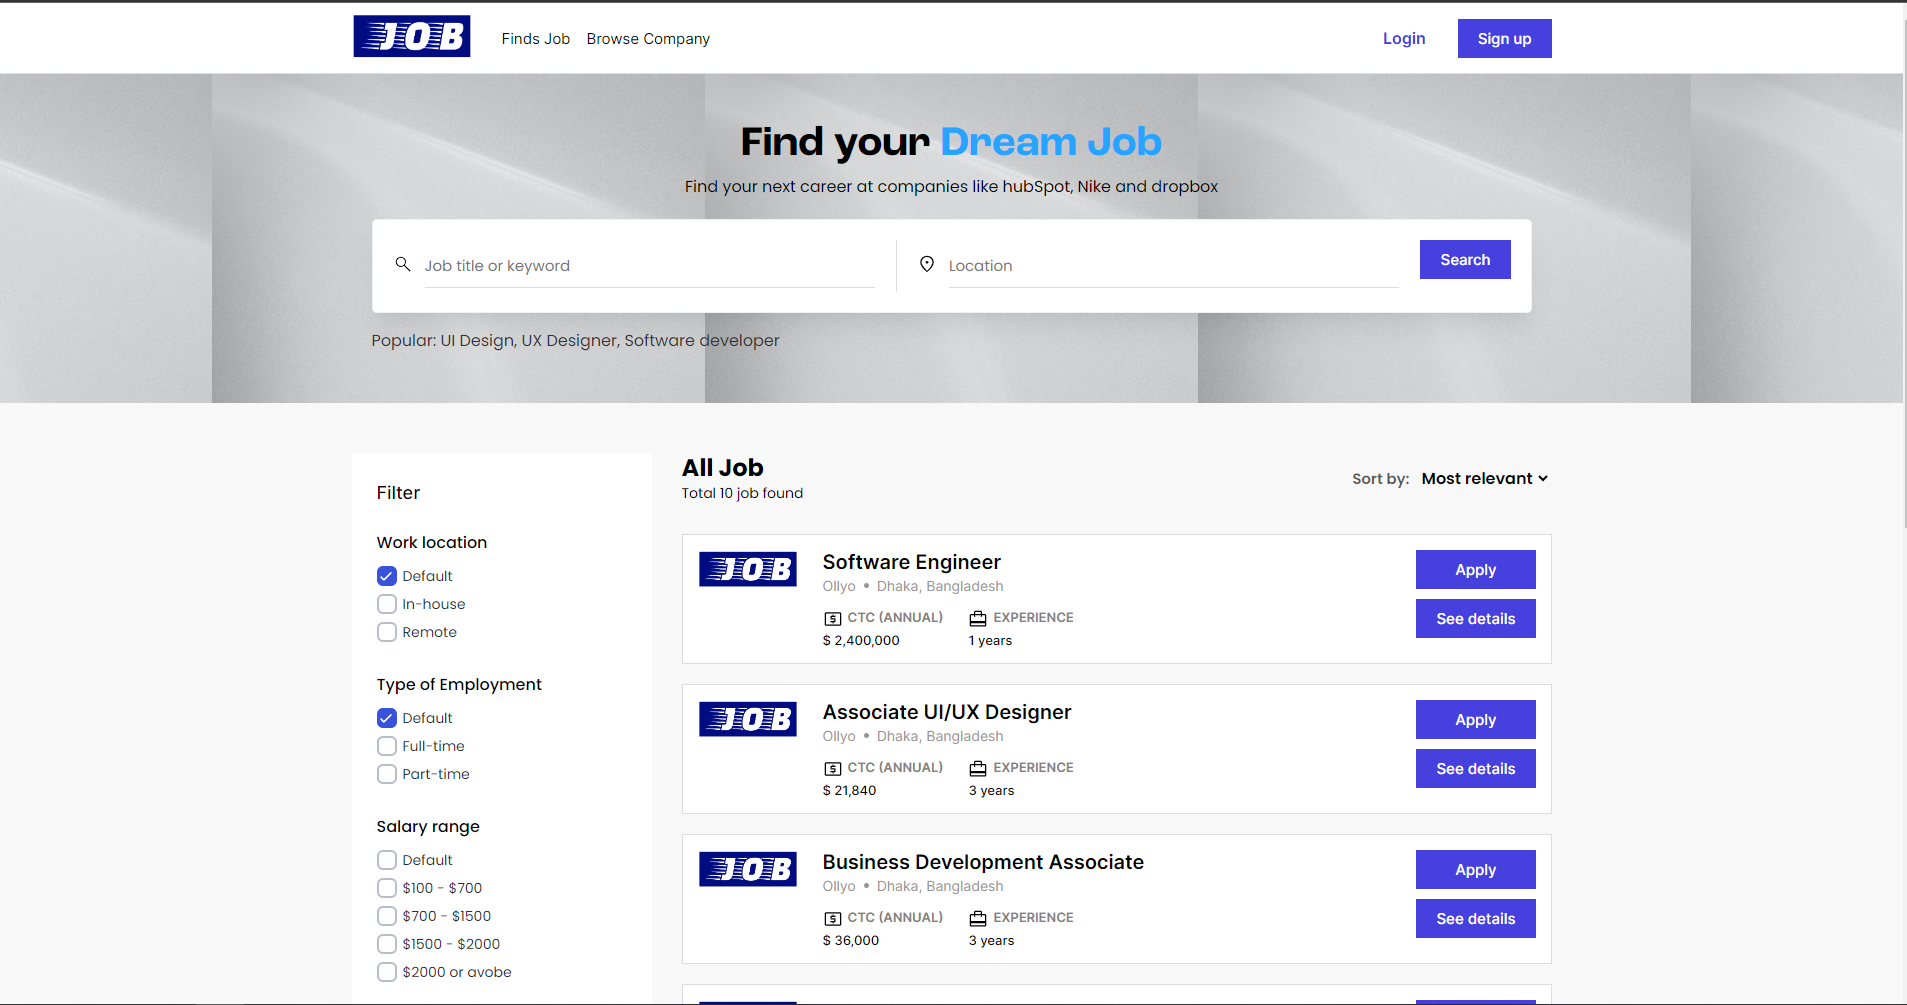 JOB Finds Job Browse Company Login Sign up
Find your Dream Job
Find your next career at companies like hubSpot, Nike and dropbox
Job title or keyword Location Search
Popular: UI Design, UX Designer, Software developer
Filter
Work location
Default
In-house
Remote
Type of Employment
Default
Full-time
Part-time
Salary range
Default
$100 - $700
$700 - $1500
$1500 - $2000
$2000 or avobe
All Job
Total 10 job found
Sort by: Most relevant
JOB
Software Engineer
Ollyo • Dhaka, Bangladesh
CTC (ANNUAL) EXPERIENCE
$ 2,400,000 1 years
Apply
See details
JOB
Associate UI/UX Designer
Ollyo • Dhaka, Bangladesh
CTC (ANNUAL) EXPERIENCE
$ 21,840 3 years
Apply
See details
JOB
Business Development Associate
Ollyo • Dhaka, Bangladesh
CTC (ANNUAL) EXPERIENCE
$ 36,000 3 years
Apply
See details